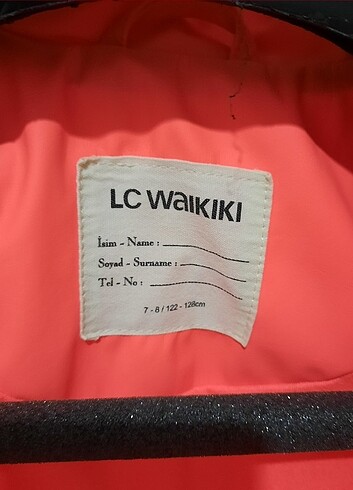 LC WAIKIKI
İsim - Name :
Soyad - Surname :
Tel - No :
7 - 8 / 122 - 128cm